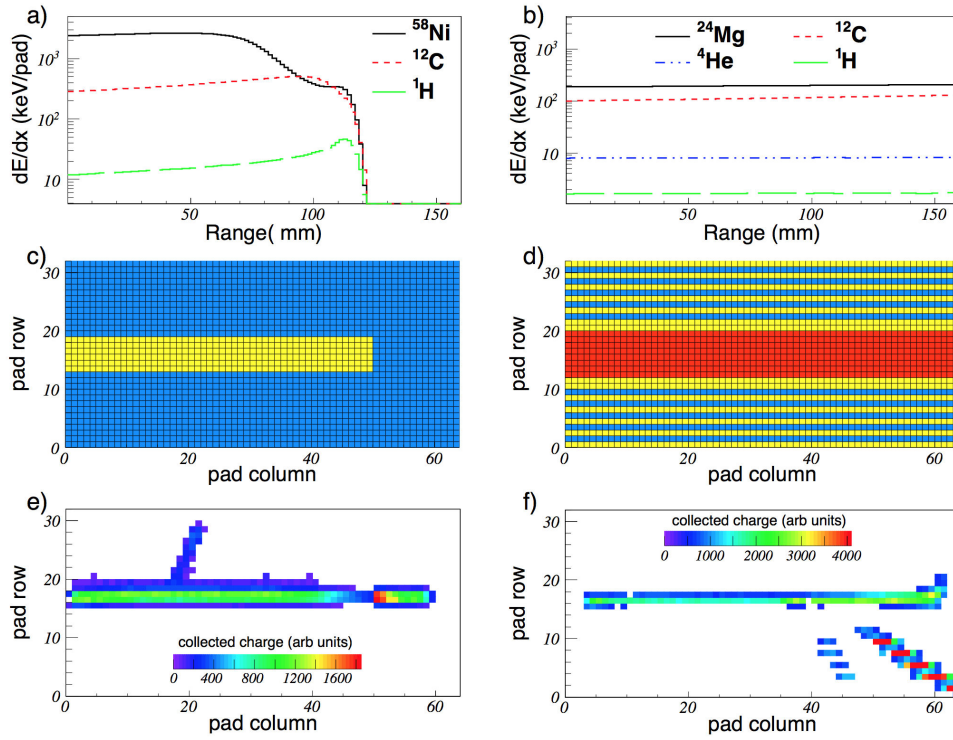 a)
⁵⁸Ni
¹²C
¹H
dE/dx (keV/pad)
10³
10²
10
50
100
150
Range( mm)
b)
²⁴Mg
¹²C
⁴He
¹H
dE/dx (keV/pad)
10³
10²
10
50
100
150
Range (mm)
c)
pad row
30
20
10
0
0
20
40
60
pad column
d)
pad row
30
20
10
0
0
20
40
60
pad column
e)
pad row
30
20
10
0
collected charge (arb units)
0 400 800 1200 1600
0
20
40
60
pad column
f)
pad row
30
20
10
0
collected charge (arb units)
0 1000 2000 3000 4000
0
20
40
60
pad column